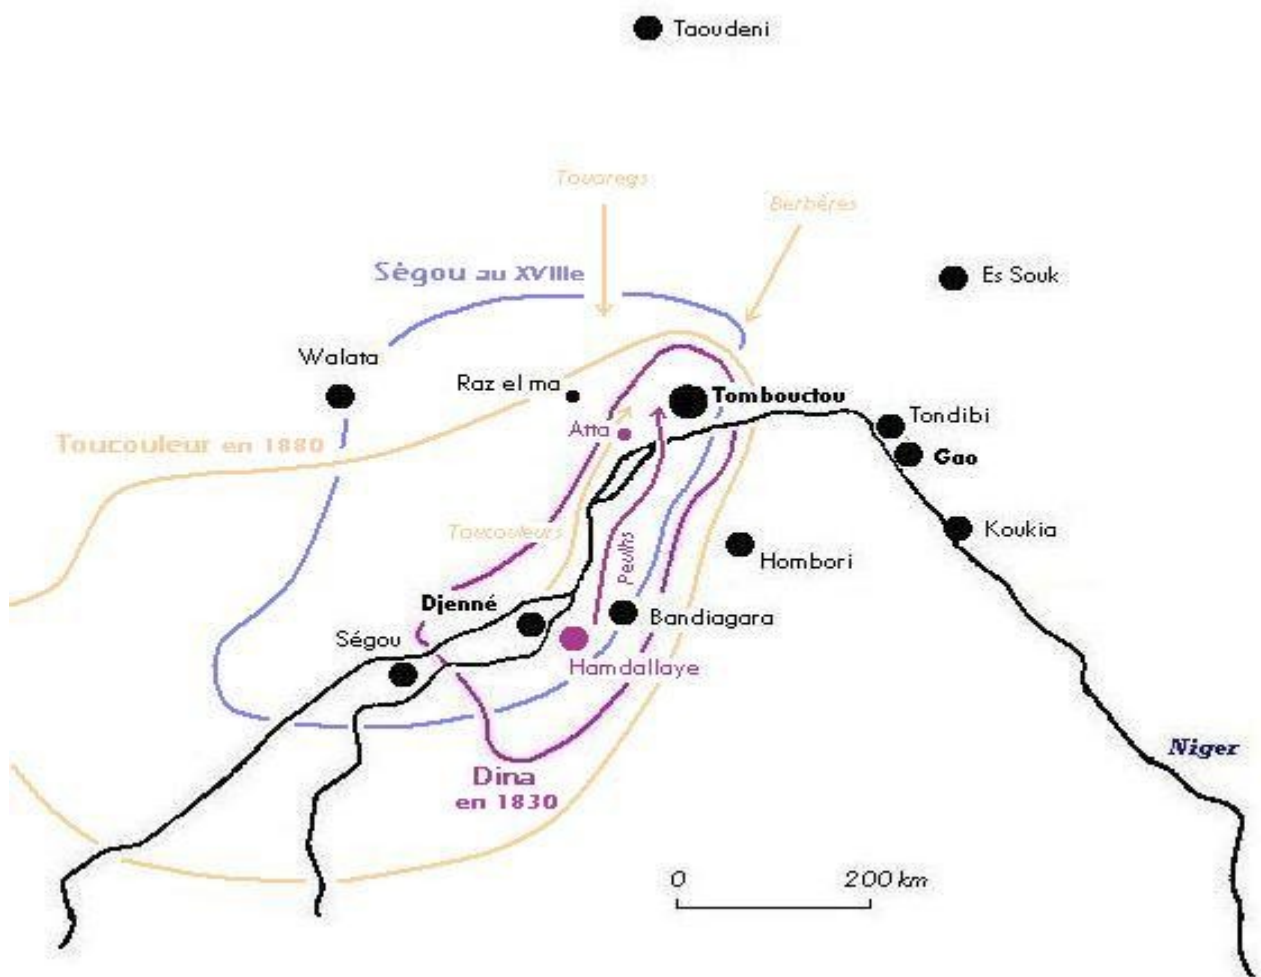 Taoudeni
Touaregs
Berbères
Ségou au XVIIIe
Es Souk
Walata
Raz el ma
Tombouctou
Tondibi
Atta
Toucouleur en 1880
Gao
Toucouleurs
Koukia
Peulhs
Hombori
Djenné
Bandiagara
Ségou
Hamdallaye
Niger
Dina
en 1830
0 200 km